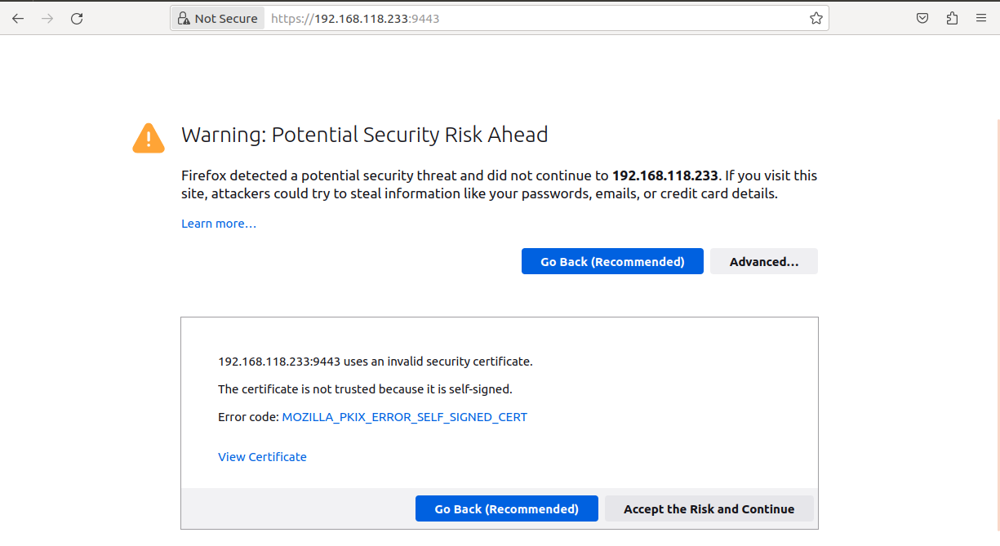 Not Secure https://192.168.118.233:9443
Warning: Potential Security Risk Ahead
Firefox detected a potential security threat and did not continue to 192.168.118.233. If you visit this
site, attackers could try to steal information like your passwords, emails, or credit card details.
Learn more…
Go Back (Recommended) Advanced…
192.168.118.233:9443 uses an invalid security certificate.
The certificate is not trusted because it is self-signed.
Error code: MOZILLA_PKIX_ERROR_SELF_SIGNED_CERT
View Certificate
Go Back (Recommended) Accept the Risk and Continue